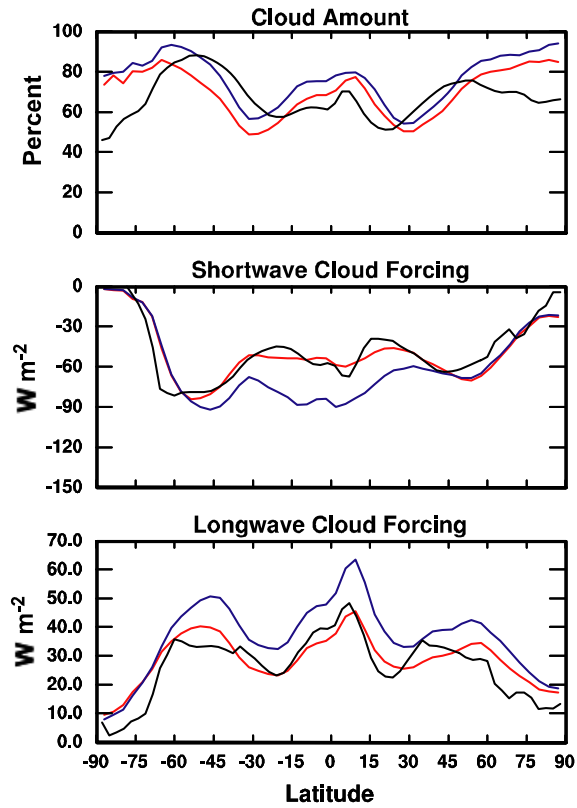 Cloud Amount
100
80
60
40
20
0
Percent
Shortwave Cloud Forcing
0
-30
-60
-90
-120
-150
W m-2
Longwave Cloud Forcing
70.0
60.0
50.0
40.0
30.0
20.0
10.0
0.0
W m-2
-90 -75 -60 -45 -30 -15 0 15 30 45 60 75 90
Latitude